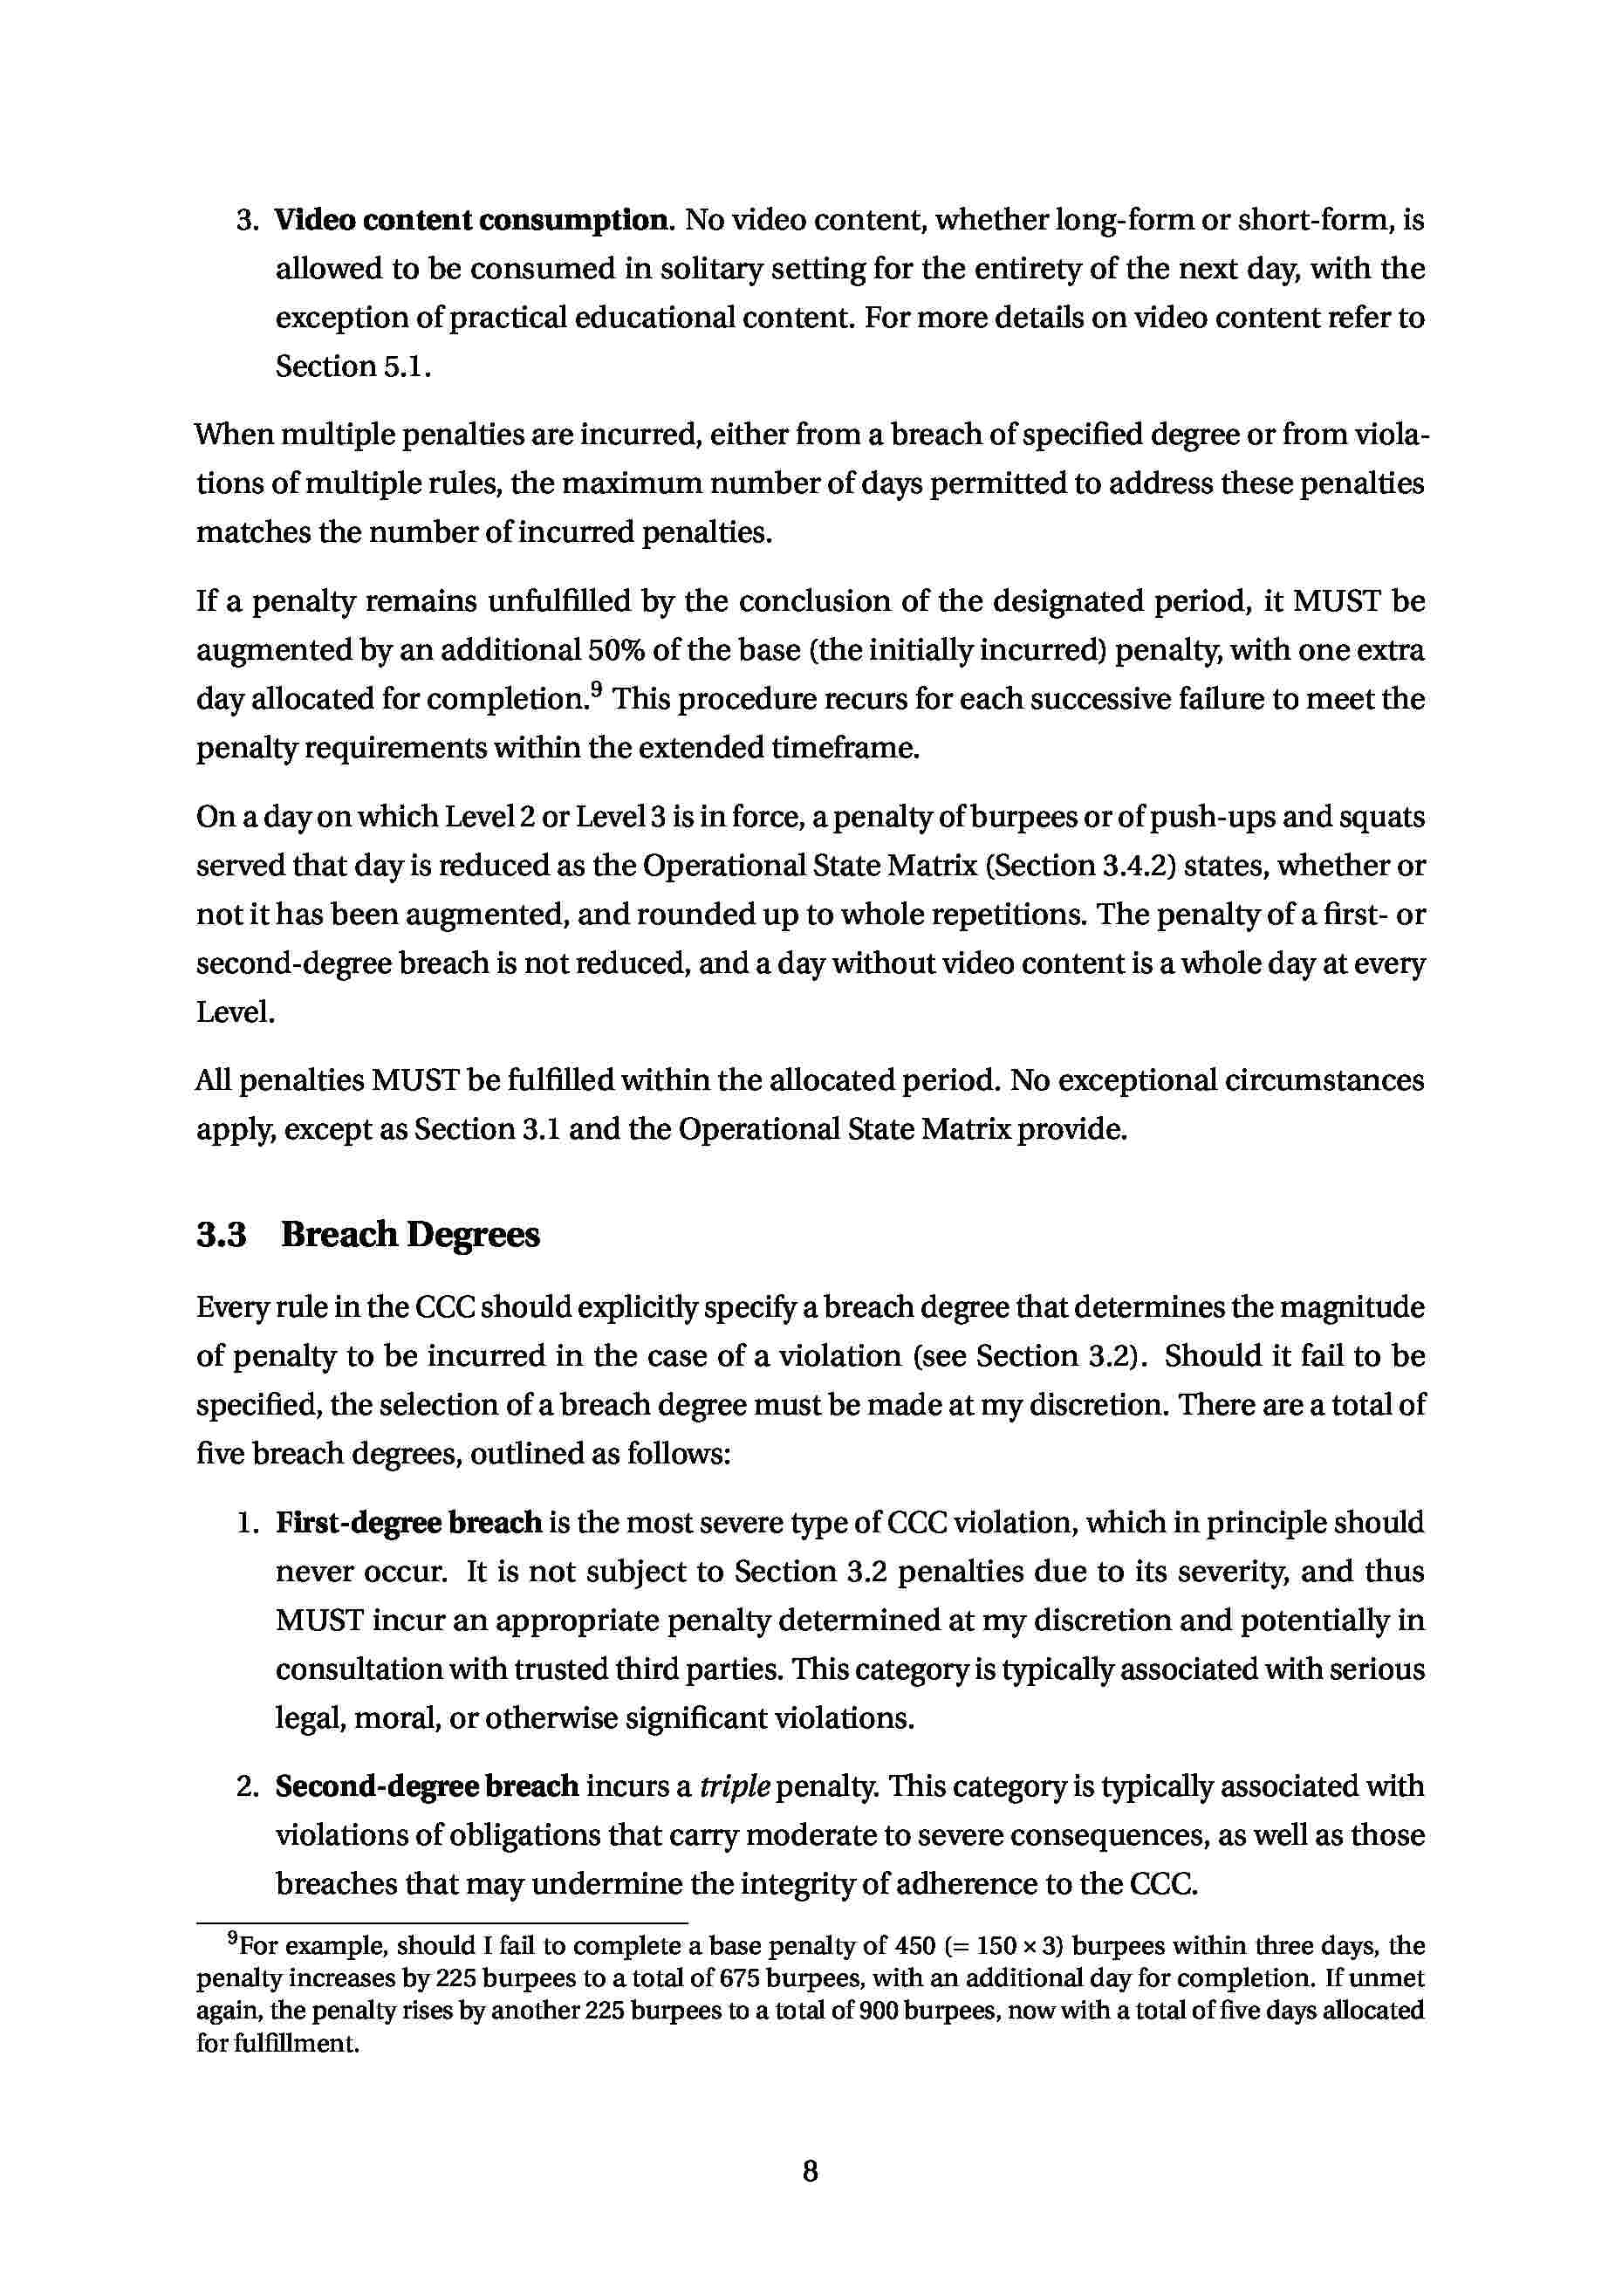 3. Video content consumption. No video content, whether long-form or short-form, is
allowed to be consumed in solitary setting for the entirety of the next day, with the
exception of practical educational content. For more details on video content refer to
Section 5.1.
When multiple penalties are incurred, either from a breach of specified degree or from viola-
tions of multiple rules, the maximum number of days permitted to address these penalties
matches the number of incurred penalties.
If a penalty remains unfulfilled by the conclusion of the designated period, it MUST be
augmented by an additional 50% of the base (the initially incurred) penalty, with one extra
day allocated for completion.⁹ This procedure recurs for each successive failure to meet the
penalty requirements within the extended timeframe.
On a day on which Level 2 or Level 3 is in force, a penalty of burpees or of push-ups and squats
served that day is reduced as the Operational State Matrix (Section 3.4.2) states, whether or
not it has been augmented, and rounded up to whole repetitions. The penalty of a first- or
second-degree breach is not reduced, and a day without video content is a whole day at every
Level.
All penalties MUST be fulfilled within the allocated period. No exceptional circumstances
apply, except as Section 3.1 and the Operational State Matrix provide.
3.3 Breach Degrees
Every rule in the CCC should explicitly specify a breach degree that determines the magnitude
of penalty to be incurred in the case of a violation (see Section 3.2). Should it fail to be
specified, the selection of a breach degree must be made at my discretion. There are a total of
five breach degrees, outlined as follows:
1. First-degree breach is the most severe type of CCC violation, which in principle should
never occur. It is not subject to Section 3.2 penalties due to its severity, and thus
MUST incur an appropriate penalty determined at my discretion and potentially in
consultation with trusted third parties. This category is typically associated with serious
legal, moral, or otherwise significant violations.
2. Second-degree breach incurs a triple penalty. This category is typically associated with
violations of obligations that carry moderate to severe consequences, as well as those
breaches that may undermine the integrity of adherence to the CCC.
⁹For example, should I fail to complete a base penalty of 450 (= 150 × 3) burpees within three days, the
penalty increases by 225 burpees to a total of 675 burpees, with an additional day for completion. If unmet
again, the penalty rises by another 225 burpees to a total of 900 burpees, now with a total of five days allocated
for fulfillment.
8